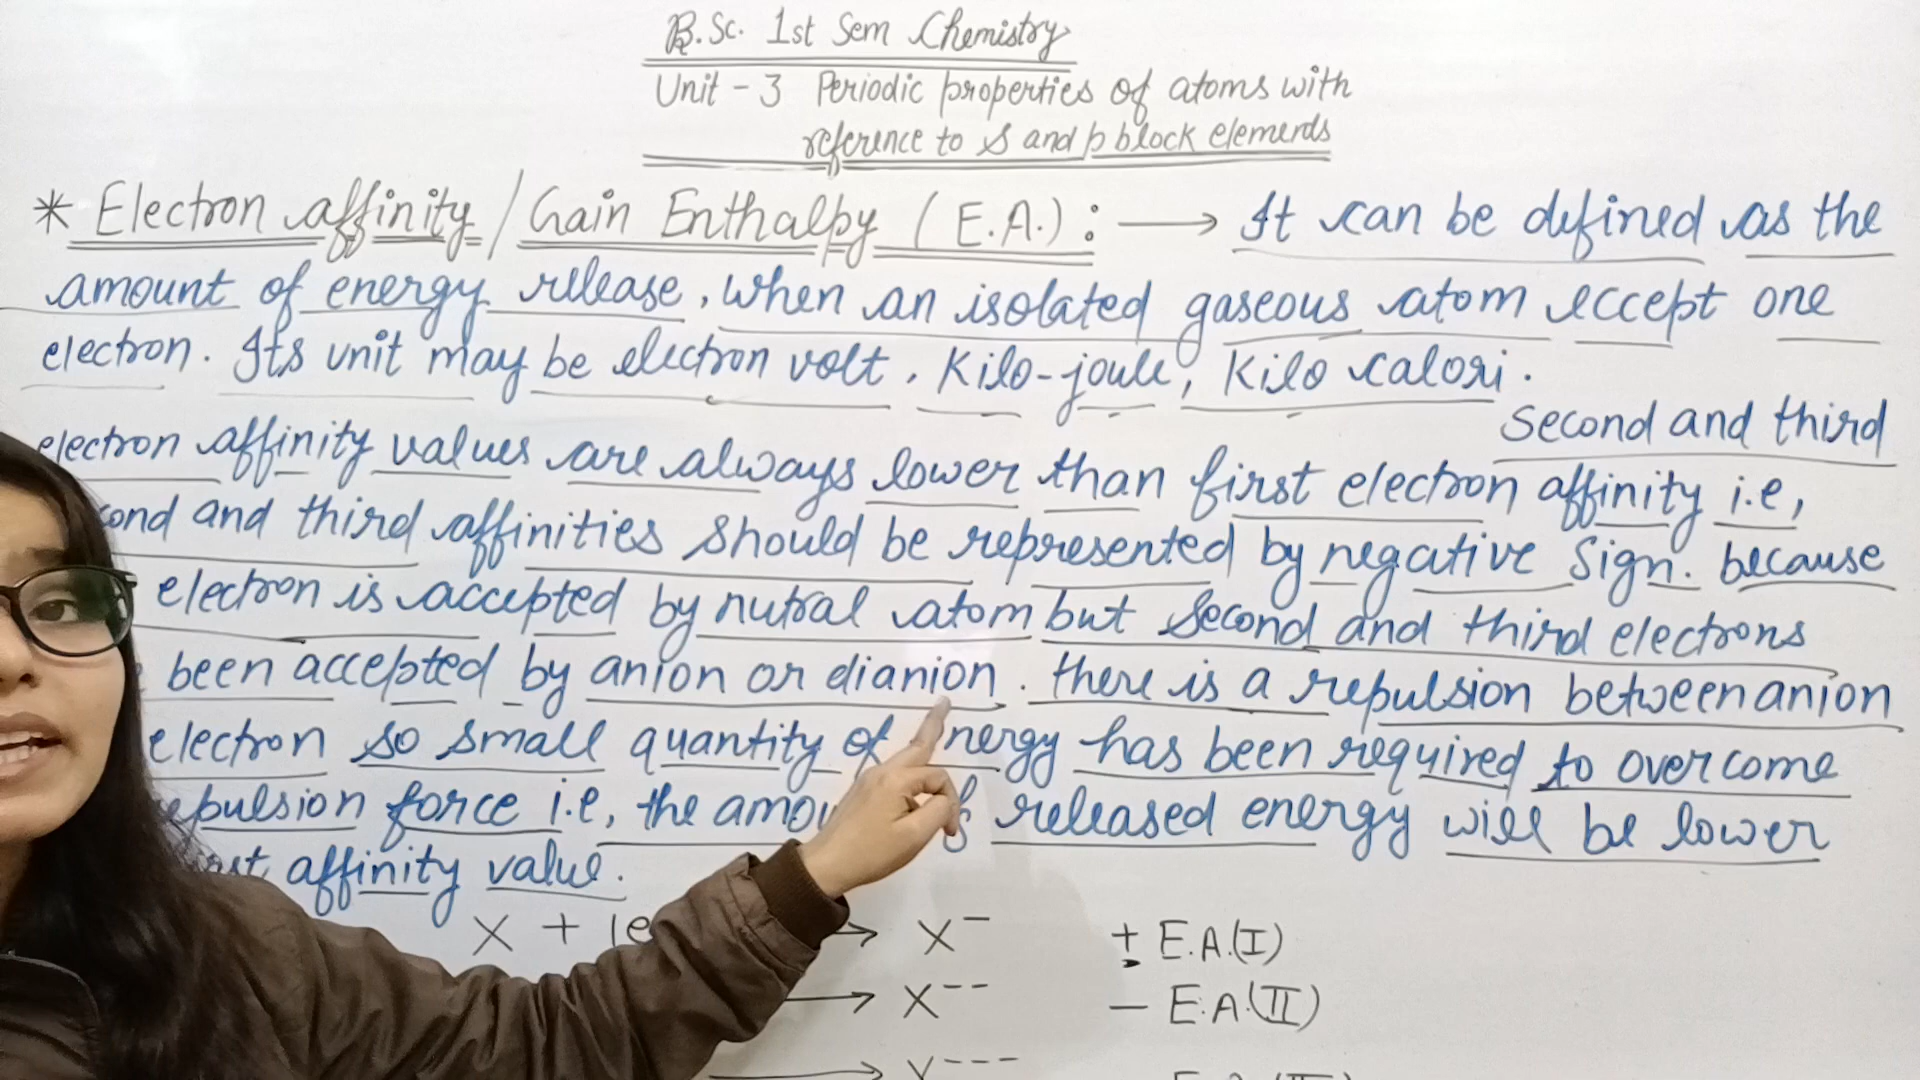 B.Sc. 1st Sem Chemistry
Unit - 3 Periodic properties of atoms with
reference to s and p block elements
* Electron affinity / Gain Enthalpy (E.A.) : ⟶ It can be defined as the
amount of energy release, when an isolated gaseous atom eccept one
electron. Its unit may be electron volt, Kilo-joule, Kilo calori.
Second and third
electron affinity values are always lower than first electron affinity i.e,
cond and third affinities should be represented by negative sign. because
electron is accepted by nutral atom but second and third electrons
been accepted by anion or dianion. there is a repulsion between anion
electron so small quantity of energy has been required to overcome
epulsion force i.e, the amou released energy will be lower
affinity value.
X + 1e → X⁻ ± E.A.(I)
→ X⁻⁻ – E.A.(II)
→ ⁻⁻⁻